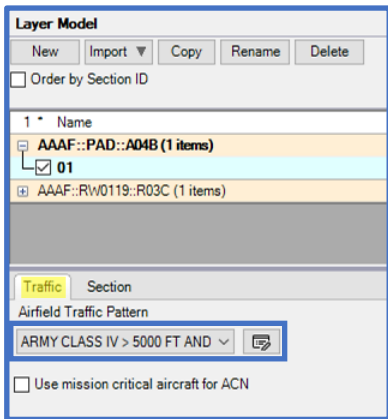 Layer Model
New Import Copy Rename Delete
Order by Section ID
1 Name
AAAF::PAD::A04B (1 items)
01
AAAF::RW0119::R03C (1 items)
Traffic Section
Airfield Traffic Pattern
ARMY CLASS IV > 5000 FT AND
Use mission critical aircraft for ACN